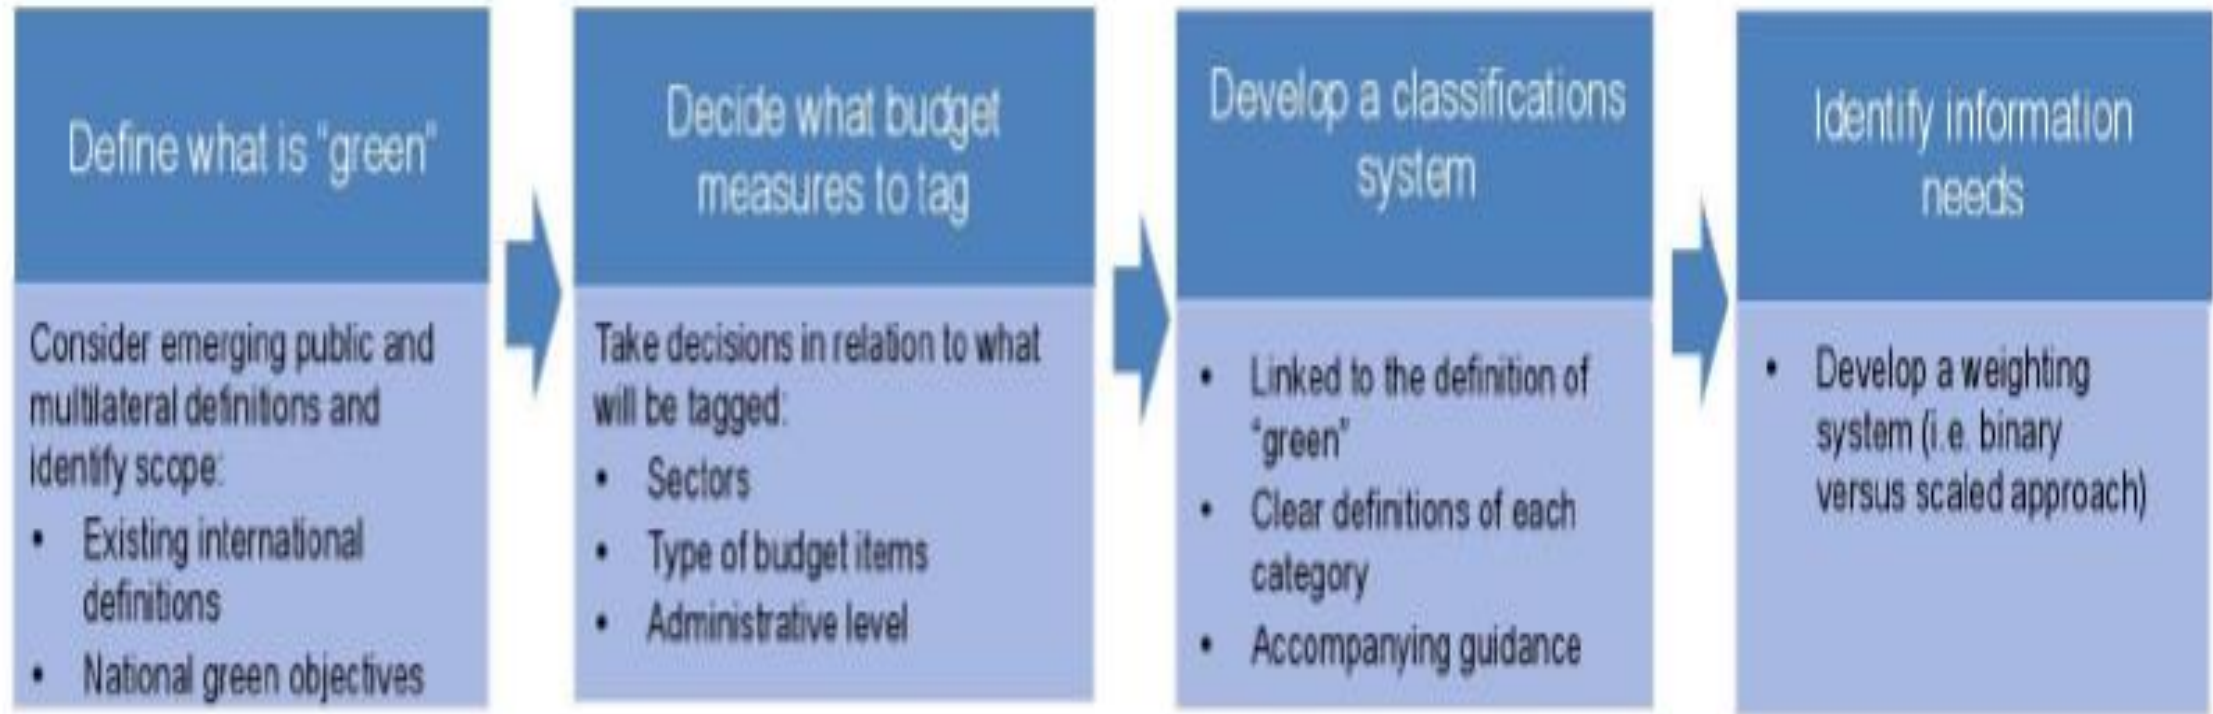 Define what is “green”
Consider emerging public and
multilateral definitions and
identify scope:
• Existing international
definitions
• National green objectives
Decide what budget
measures to tag
Take decisions in relation to what
will be tagged:
• Sectors
• Type of budget items
• Administrative level
Develop a classifications
system
• Linked to the definition of
“green”
• Clear definitions of each
category
• Accompanying guidance
Identify information
needs
• Develop a weighting
system (i.e. binary
versus scaled approach)